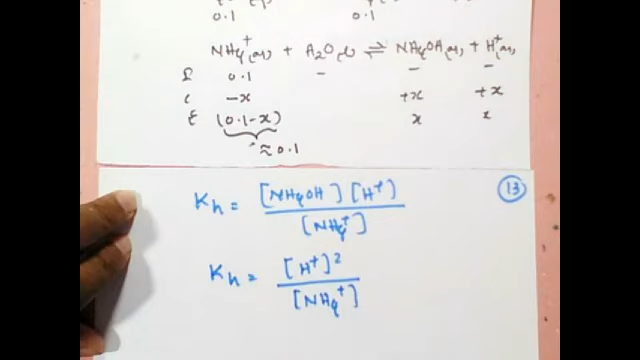 0.1 0.1
NH4+(aq) + A2O(l) ⇌ NH4OH(aq) + H+(aq)
I 0.1 - - -
C -x +x +x
E (0.1-x) x x
≈ 0.1
Kh = [NH4OH] [H+] / [NH4+]
13
Kh = [H+]2 / [NH4+]